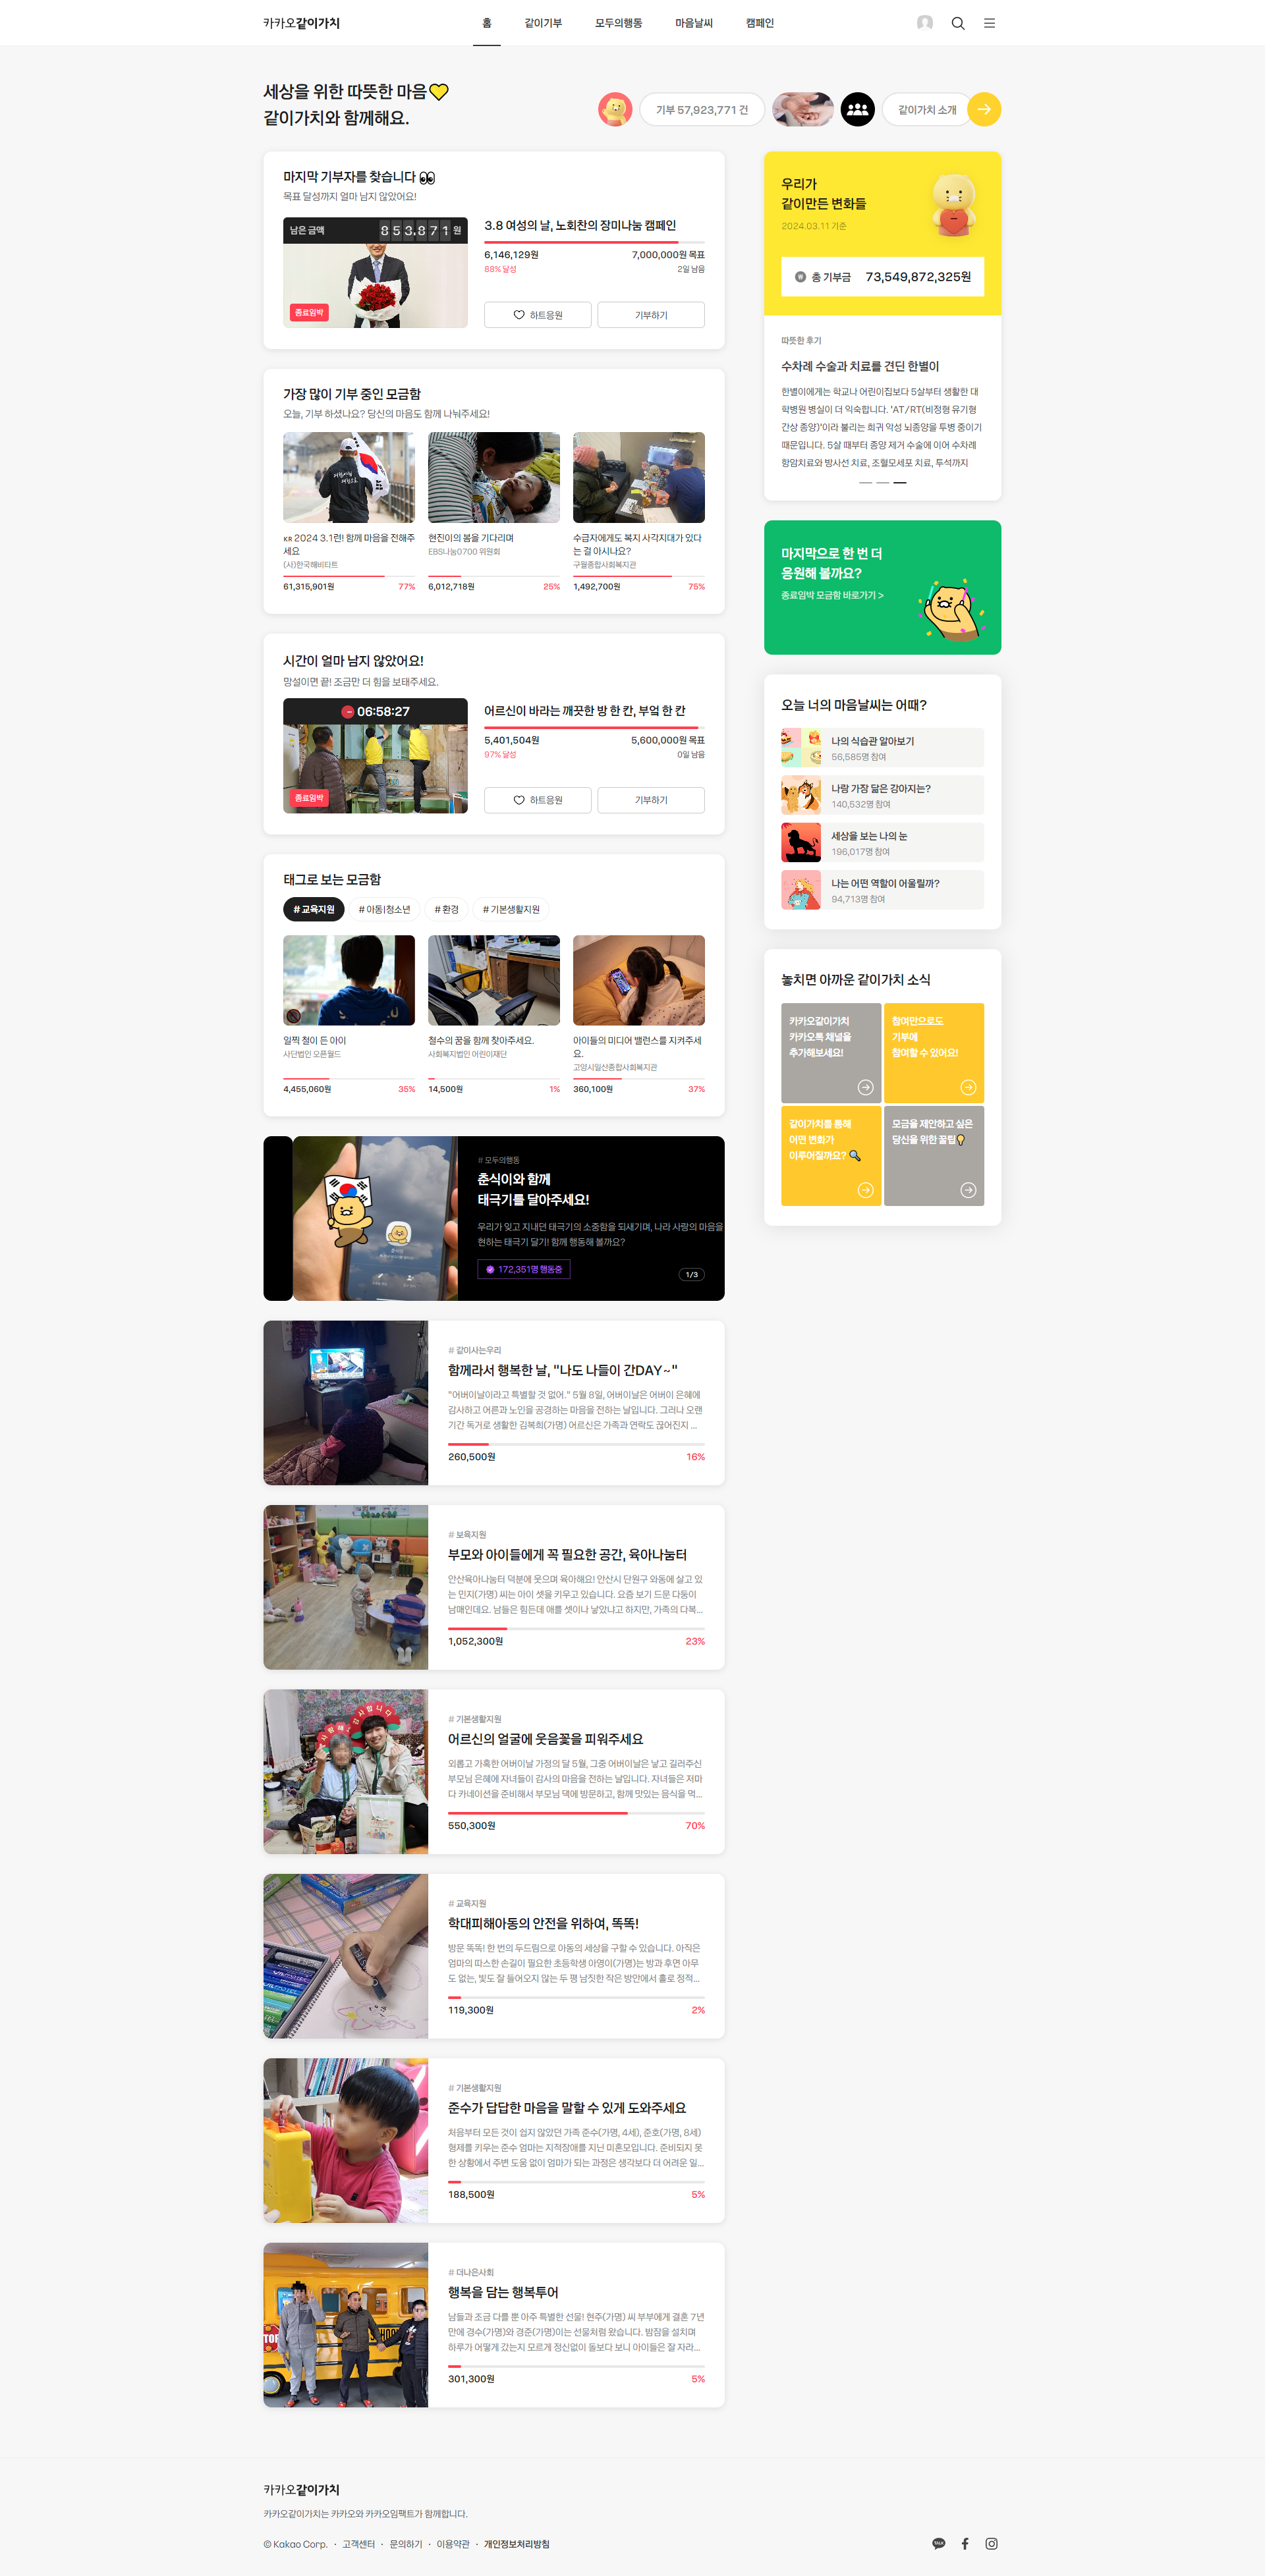 카카오같이가치
홈
같이기부
모두의행동
마음날씨
캠페인
세상을 위한 따뜻한 마음💛
같이가치와 함께해요.
기부 57,923,771 건
같이가치 소개
마지막 기부자를 찾습니다 👀
목표 달성까지 얼마 남지 않았어요!
남은 금액 853,871 원
종료임박
3.8 여성의 날, 노회찬의 장미나눔 캠페인
6,146,129원 7,000,000원 목표
88% 달성 2일 남음
하트응원 기부하기
가장 많이 기부 중인 모금함
오늘, 기부 하셨나요? 당신의 마음도 함께 나눠주세요!
KR 2024 3.1런! 함께 마음을 전해주
세요
(사)한국해비타트
61,315,901원 77%
현진이의 봄을 기다리며
EBS나눔0700 위원회
6,012,718원 25%
수급자에게도 복지 사각지대가 있다
는 걸 아시나요?
구월종합사회복지관
1,492,700원 75%
시간이 얼마 남지 않았어요!
망설이면 끝! 조금만 더 힘을 보태주세요.
06:58:27
종료임박
어르신이 바라는 깨끗한 방 한 칸, 부엌 한 칸
5,401,504원 5,600,000원 목표
97% 달성 0일 남음
하트응원 기부하기
태그로 보는 모금함
# 교육지원 # 아동|청소년 # 환경 # 기본생활지원
일찍 철이 든 아이
사단법인 오픈월드
4,455,060원 35%
철수의 꿈을 함께 찾아주세요.
사회복지법인 어린이재단
14,500원 1%
아이들의 미디어 밸런스를 지켜주세
요.
고양시일산종합사회복지관
360,100원 37%
# 모두의행동
춘식이와 함께
태극기를 달아주세요!
우리가 잊고 지내던 태극기의 소중함을 되새기며, 나라 사랑의 마음을
현하는 태극기 달기! 함께 행동해 볼까요?
172,351명 행동중
1/3
# 같이사는우리
함께라서 행복한 날, "나도 나들이 간DAY~"
"어버이날이라고 특별할 것 없어." 5월 8일, 어버이날은 어버이 은혜에
감사하고 어른과 노인을 공경하는 마음을 전하는 날입니다. 그러나 오랜
기간 독거로 생활한 김복희(가명) 어르신은 가족과 연락도 끊어진지 ...
260,500원 16%
# 보육지원
부모와 아이들에게 꼭 필요한 공간, 육아나눔터
안산육아나눔터 덕분에 웃으며 육아해요! 안산시 단원구 와동에 살고 있
는 민지(가명) 씨는 아이 셋을 키우고 있습니다. 요즘 보기 드문 다둥이
남매인데요. 남들은 힘든데 애를 셋이나 낳았냐고 하지만, 가족의 다복...
1,052,300원 23%
# 기본생활지원
어르신의 얼굴에 웃음꽃을 피워주세요
외롭고 가혹한 어버이날 가정의 달 5월, 그중 어버이날은 낳고 길러주신
부모님 은혜에 자녀들이 감사의 마음을 전하는 날입니다. 자녀들은 저마
다 카네이션을 준비해서 부모님 댁에 방문하고, 함께 맛있는 음식을 먹...
550,300원 70%
# 교육지원
학대피해아동의 안전을 위하여, 똑똑!
방문 똑똑! 한 번의 두드림으로 아동의 세상을 구할 수 있습니다. 아직은
엄마의 따스한 손길이 필요한 초등학생 아영이(가명)는 방과 후면 아무
도 없는, 빛도 잘 들어오지 않는 두 평 남짓한 작은 방안에서 홀로 정적...
119,300원 2%
# 기본생활지원
준수가 답답한 마음을 말할 수 있게 도와주세요
처음부터 모든 것이 쉽지 않았던 가족 준수(가명, 4세), 준호(가명, 8세)
형제를 키우는 준수 엄마는 지적장애를 지닌 미혼모입니다. 준비되지 못
한 상황에서 주변 도움 없이 엄마가 되는 과정은 생각보다 더 어려운 일...
188,500원 5%
# 더나은사회
행복을 담는 행복투어
남들과 조금 다를 뿐 아주 특별한 선물! 현주(가명) 씨 부부에게 결혼 7년
만에 경수(가명)와 경준(가명)이는 선물처럼 왔습니다. 밤잠을 설치며
하루가 어떻게 갔는지 모르게 정신없이 돌보다 보니 아이들은 잘 자라...
301,300원 5%
우리가
같이만든 변화들
2024.03.11 기준
총 기부금 73,549,872,325원
따뜻한 후기
수차례 수술과 치료를 견딘 한별이
한별이에게는 학교나 어린이집보다 5살부터 생활한 대
학병원 병실이 더 익숙합니다. 'AT/RT(비정형 유기형
간상 종양)'이라 불리는 희귀 악성 뇌종양을 투병 중이기
때문입니다. 5살 때부터 종양 제거 수술에 이어 수차례
항암치료와 방사선 치료, 조혈모세포 치료, 투석까지
마지막으로 한 번 더
응원해 볼까요?
종료임박 모금함 바로가기 >
오늘 너의 마음날씨는 어때?
나의 식습관 알아보기
56,585명 참여
나랑 가장 닮은 강아지는?
140,532명 참여
세상을 보는 나의 눈
196,017명 참여
나는 어떤 역할이 어울릴까?
94,713명 참여
놓치면 아까운 같이가치 소식
카카오같이가치
카카오톡 채널을
추가해보세요!
참여만으로도
기부에
참여할 수 있어요!
같이가치를 통해
어떤 변화가
이루어질까요? 🔍
모금을 제안하고 싶은
당신을 위한 꿀팁💡
카카오같이가치
카카오같이가치는 카카오와 카카오임팩트가 함께합니다.
© Kakao Corp. · 고객센터 · 문의하기 · 이용약관 · 개인정보처리방침